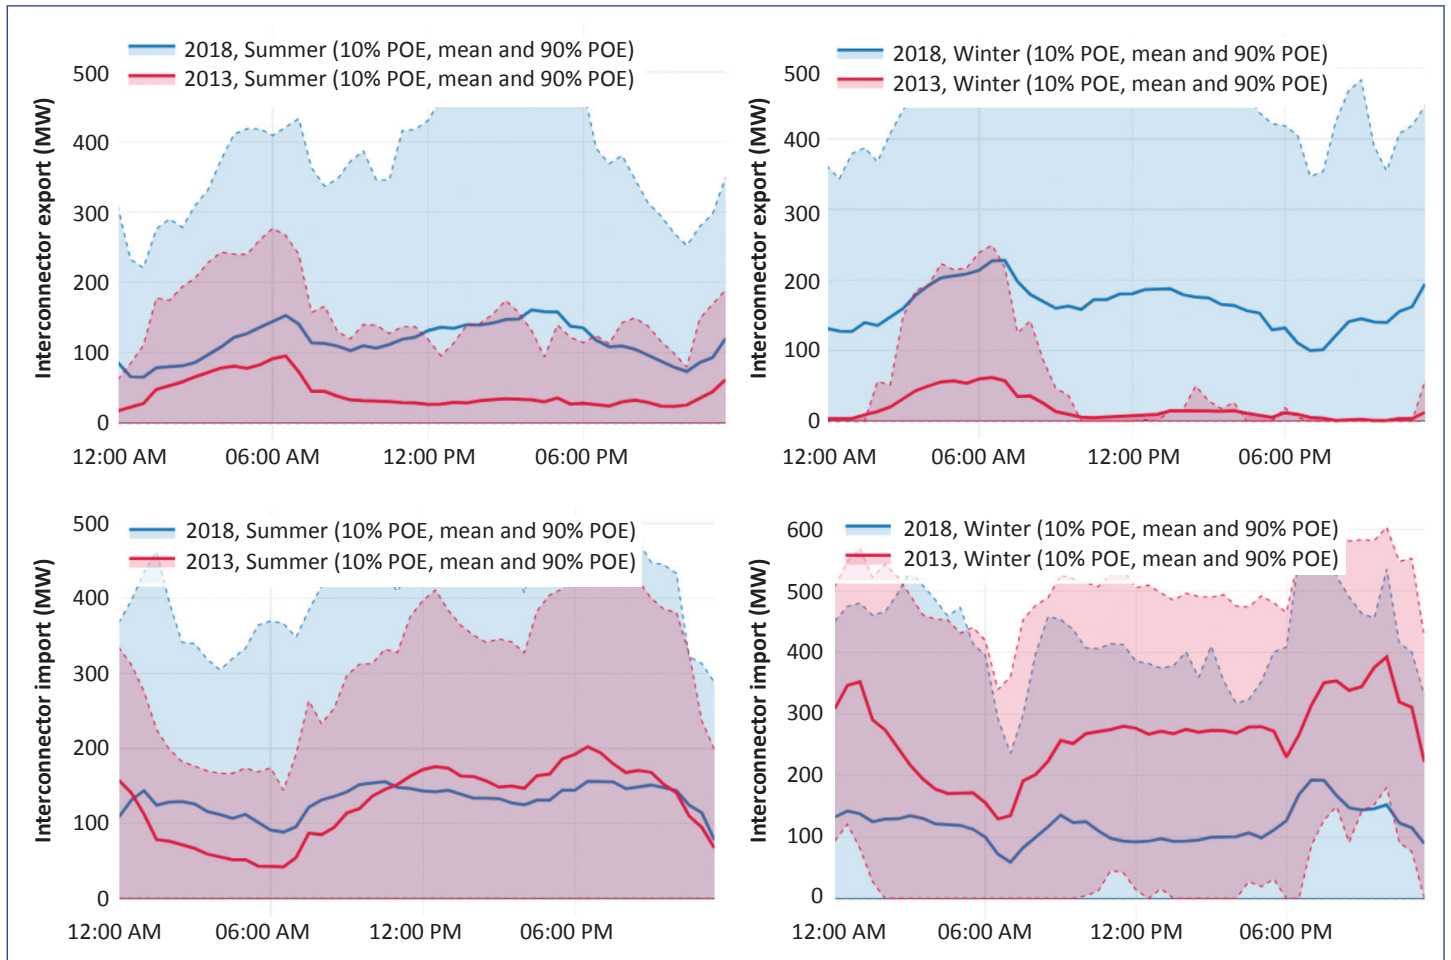 2018, Summer (10% POE, mean and 90% POE)
2013, Summer (10% POE, mean and 90% POE)
Interconnector export (MW)
500
400
300
200
100
0
12:00 AM 06:00 AM 12:00 PM 06:00 PM
2018, Winter (10% POE, mean and 90% POE)
2013, Winter (10% POE, mean and 90% POE)
Interconnector export (MW)
500
400
300
200
100
0
12:00 AM 06:00 AM 12:00 PM 06:00 PM
2018, Summer (10% POE, mean and 90% POE)
2013, Summer (10% POE, mean and 90% POE)
Interconnector import (MW)
500
400
300
200
100
0
12:00 AM 06:00 AM 12:00 PM 06:00 PM
2018, Winter (10% POE, mean and 90% POE)
2013, Winter (10% POE, mean and 90% POE)
Interconnector import (MW)
600
500
400
300
200
100
0
12:00 AM 06:00 AM 12:00 PM 06:00 PM